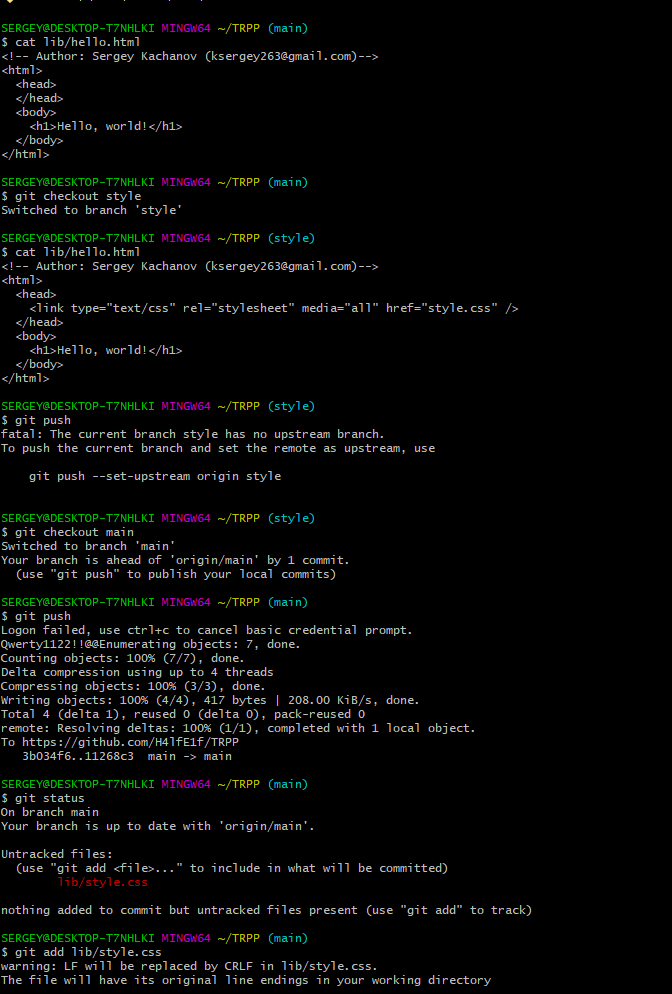 SERGEY@DESKTOP-T7NHLKI MINGW64 ~/TRPP (main)
$ cat lib/hello.html
<!-- Author: Sergey Kachanov (ksergey263@gmail.com)-->
<html>
  <head>
  </head>
  <body>
    <h1>Hello, world!</h1>
  </body>
</html>

SERGEY@DESKTOP-T7NHLKI MINGW64 ~/TRPP (main)
$ git checkout style
Switched to branch 'style'

SERGEY@DESKTOP-T7NHLKI MINGW64 ~/TRPP (style)
$ cat lib/hello.html
<!-- Author: Sergey Kachanov (ksergey263@gmail.com)-->
<html>
  <head>
    <link type="text/css" rel="stylesheet" media="all" href="style.css" />
  </head>
  <body>
    <h1>Hello, world!</h1>
  </body>
</html>

SERGEY@DESKTOP-T7NHLKI MINGW64 ~/TRPP (style)
$ git push
fatal: The current branch style has no upstream branch.
To push the current branch and set the remote as upstream, use

    git push --set-upstream origin style


SERGEY@DESKTOP-T7NHLKI MINGW64 ~/TRPP (style)
$ git checkout main
Switched to branch 'main'
Your branch is ahead of 'origin/main' by 1 commit.
  (use "git push" to publish your local commits)

SERGEY@DESKTOP-T7NHLKI MINGW64 ~/TRPP (main)
$ git push
Logon failed, use ctrl+c to cancel basic credential prompt.
Qwerty1122!!@@Enumerating objects: 7, done.
Counting objects: 100% (7/7), done.
Delta compression using up to 4 threads
Compressing objects: 100% (3/3), done.
Writing objects: 100% (4/4), 417 bytes | 208.00 KiB/s, done.
Total 4 (delta 1), reused 0 (delta 0), pack-reused 0
remote: Resolving deltas: 100% (1/1), completed with 1 local object.
To https://github.com/H4lfE1f/TRPP
   3b034f6..11268c3  main -> main

SERGEY@DESKTOP-T7NHLKI MINGW64 ~/TRPP (main)
$ git status
On branch main
Your branch is up to date with 'origin/main'.

Untracked files:
  (use "git add <file>..." to include in what will be committed)
        lib/style.css

nothing added to commit but untracked files present (use "git add" to track)

SERGEY@DESKTOP-T7NHLKI MINGW64 ~/TRPP (main)
$ git add lib/style.css
warning: LF will be replaced by CRLF in lib/style.css.
The file will have its original line endings in your working directory